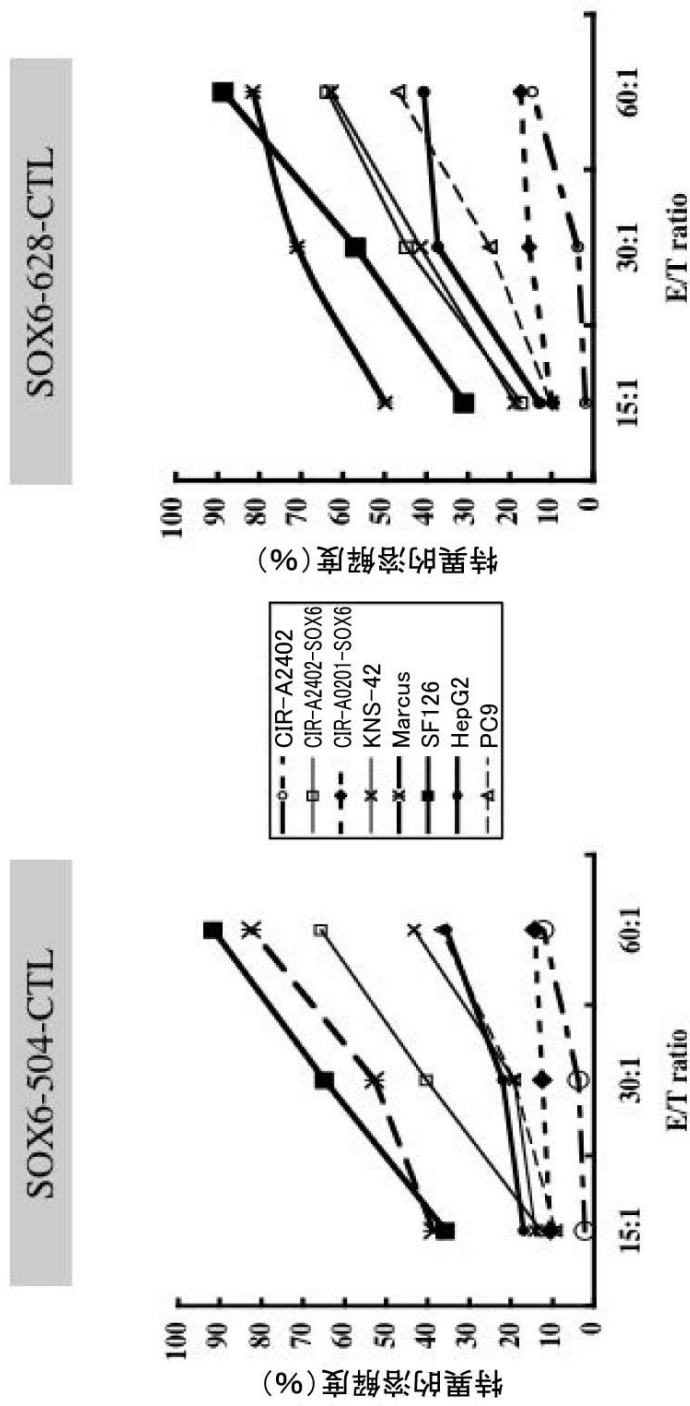 SOX6-504-CTL
特異的溶解度(%)
100
90
80
70
60
50
40
30
20
10
0
15:1
30:1
60:1
E/T ratio
CIR-A2402
CIR-A2402-SOX6
CIR-A0201-SOX6
KNS-42
Marcus
SF126
HepG2
PC9
SOX6-628-CTL
特異的溶解度(%)
100
90
80
70
60
50
40
30
20
10
0
15:1
30:1
60:1
E/T ratio